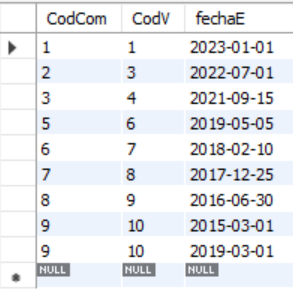 CodCom CodV fechaE
1 1 2023-01-01
2 3 2022-07-01
3 4 2021-09-15
5 6 2019-05-05
6 7 2018-02-10
7 8 2017-12-25
8 9 2016-06-30
9 10 2015-03-01
9 10 2019-03-01
NULL NULL NULL